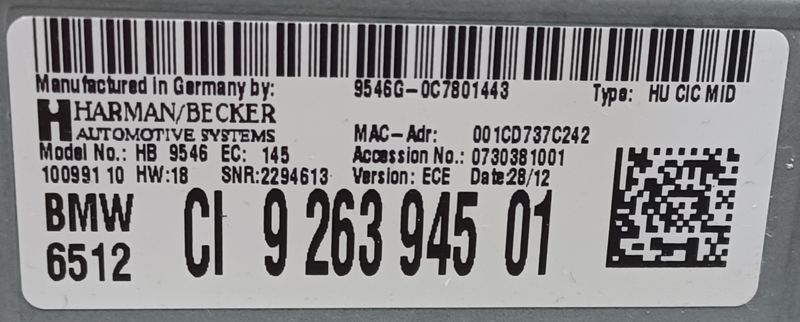 Manufactured in Germany by: 9546G-0C7801443 Type: HU CIC MID
HARMAN/BECKER
AUTOMOTIVE SYSTEMS MAC-Adr: 001CD737C242
Model No.: HB 9546 EC: 145 Accession No.: 0730381001
100991 10 HW:18 SNR:2294613 Version: ECE Date:28/12
BMW
6512 CI 9 263 945 01